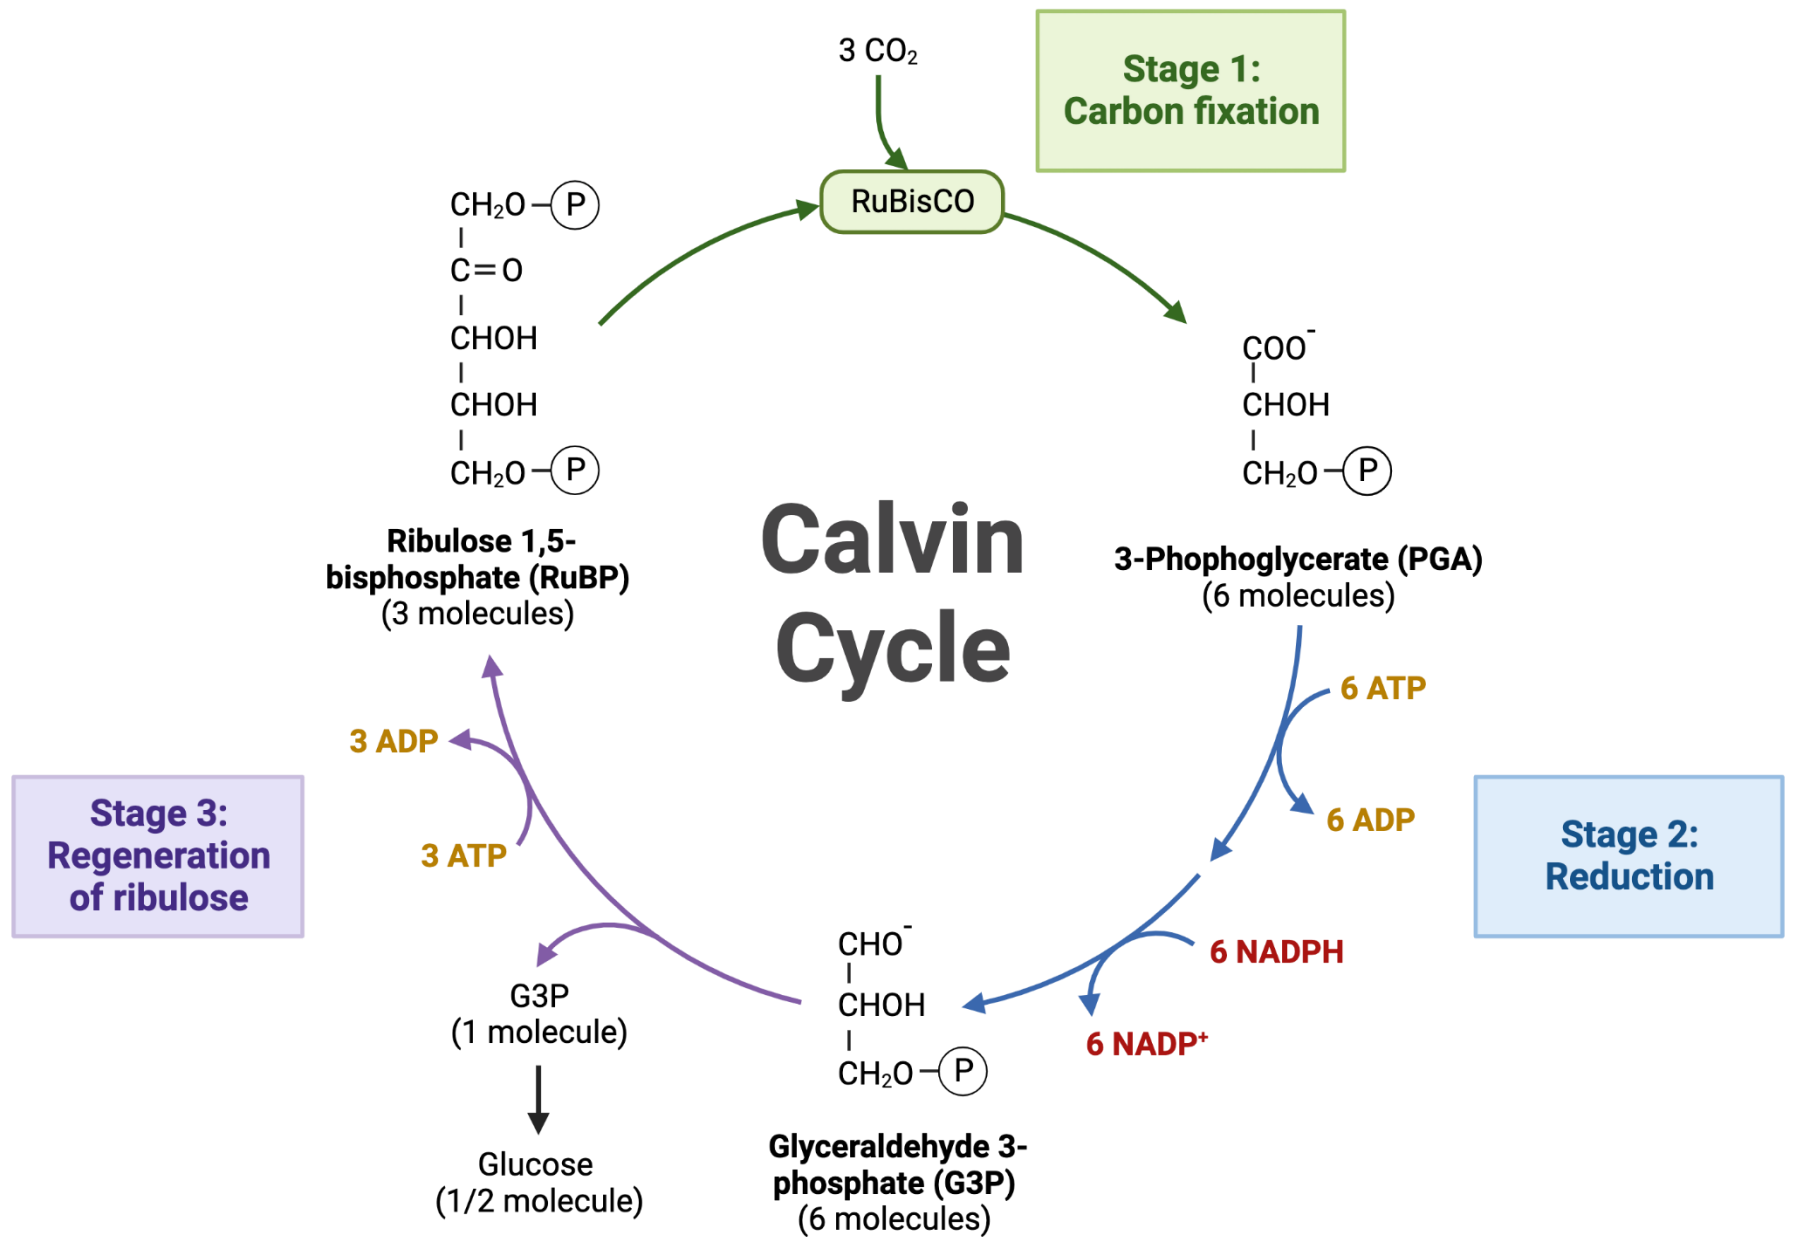 3 CO₂
Stage 1:
Carbon fixation
RuBisCO
CH₂O–P
C=O
CHOH
CHOH
CH₂O–P
Ribulose 1,5-
bisphosphate (RuBP)
(3 molecules)
COO⁻
CHOH
CH₂O–P
3-Phophoglycerate (PGA)
(6 molecules)
Calvin
Cycle
6 ATP
6 ADP
Stage 2:
Reduction
6 NADPH
6 NADP⁺
CHO⁻
CHOH
CH₂O–P
Glyceraldehyde 3-
phosphate (G3P)
(6 molecules)
3 ADP
3 ATP
Stage 3:
Regeneration
of ribulose
G3P
(1 molecule)
Glucose
(1/2 molecule)